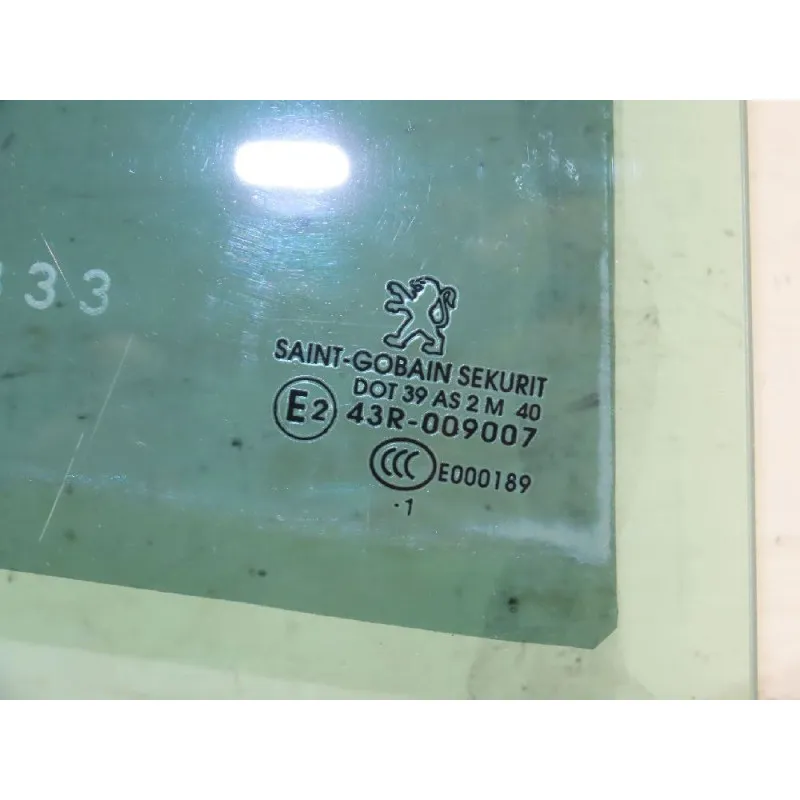 333
SAINT-GOBAIN SEKURIT
DOT 39 AS 2 M 40
E2 43R-009007
CCC E000189
.1